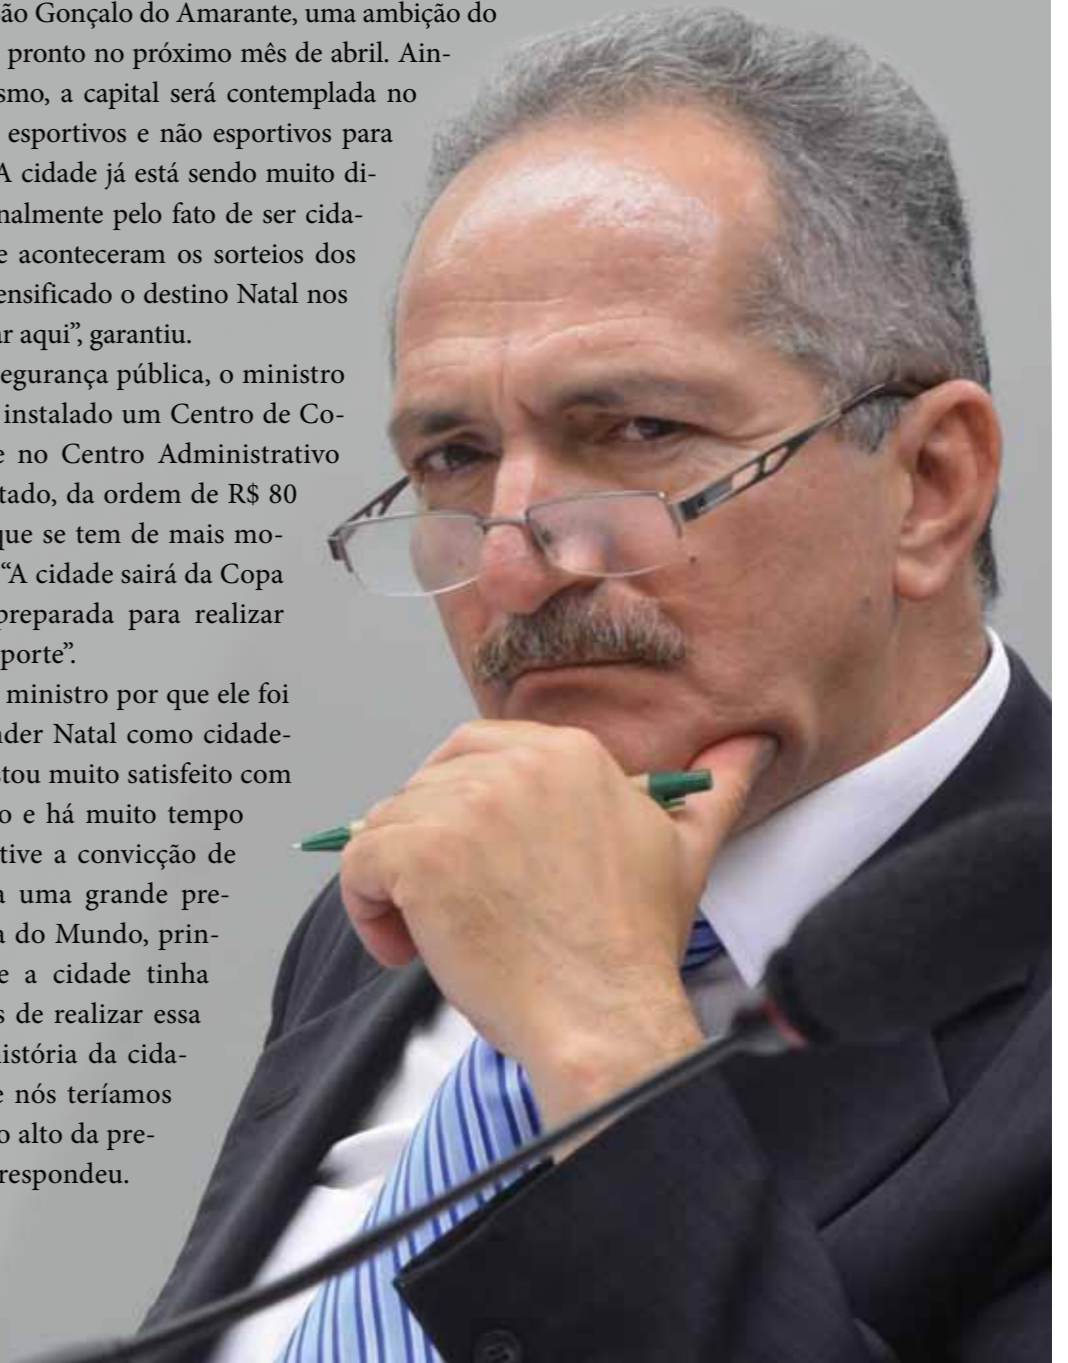 ão Gonçalo do Amarante, uma ambição do
pronto no próximo mês de abril. Ain-
smo, a capital será contemplada no
esportivos e não esportivos para
A cidade já está sendo muito di-
nalmente pelo fato de ser cida-
e aconteceram os sorteios dos
ensificado o destino Natal nos
ar aqui”, garantiu.
egurança pública, o ministro
instalado um Centro de Co-
e no Centro Administrativo
tado, da ordem de R$ 80
que se tem de mais mo-
“A cidade sairá da Copa
preparada para realizar
porte”.
ministro por que ele foi
nder Natal como cidade-
stou muito satisfeito com
o e há muito tempo
tive a convicção de
a uma grande pre-
a do Mundo, prin-
e a cidade tinha
s de realizar essa
história da cida-
e nós teríamos
o alto da pre-
respondeu.